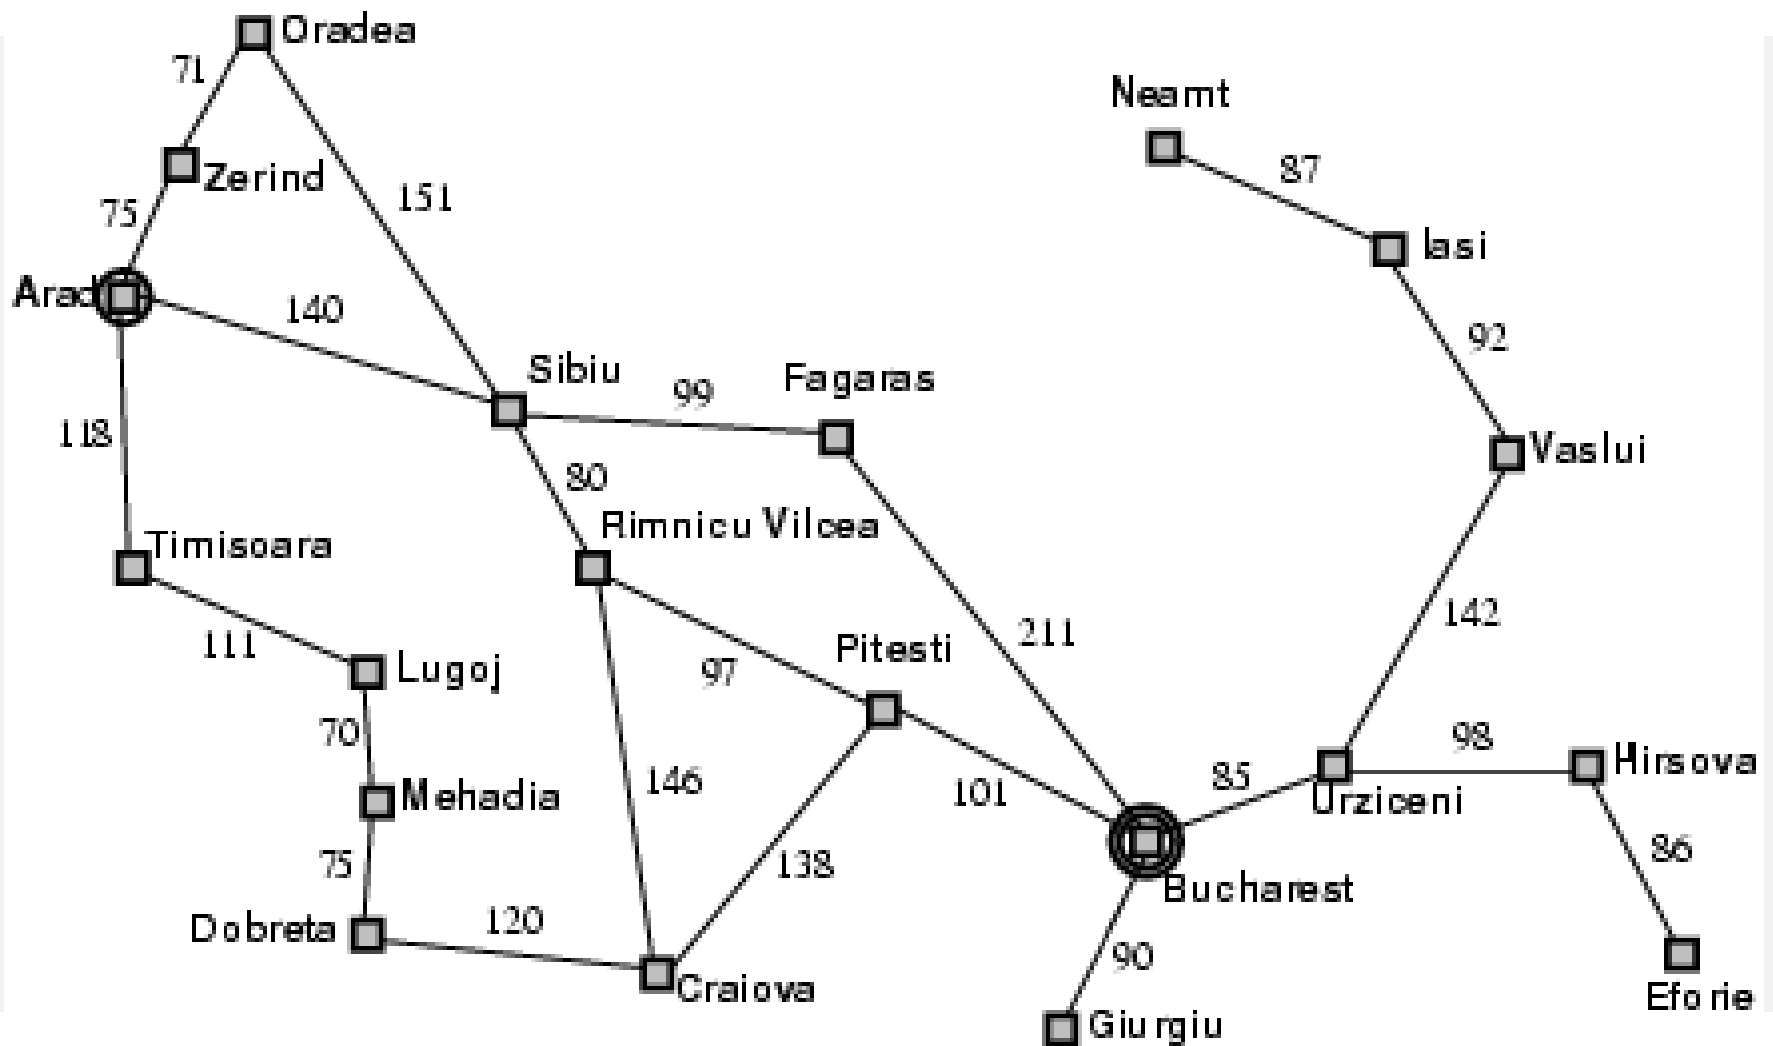 Oradea
71
Neamt
87
Zerind
151
75
Iasi
Arad
140
92
Sibiu
99
Fagaras
118
80
Vaslui
Rimnicu Vilcea
Timisoara
142
211
111
Lugoj
97
Pitesti
70
146
101
98
Hirsova
85
Mehadia
Urziceni
75
138
86
Bucharest
Dobreta
120
90
Craiova
Eforie
Giurgiu